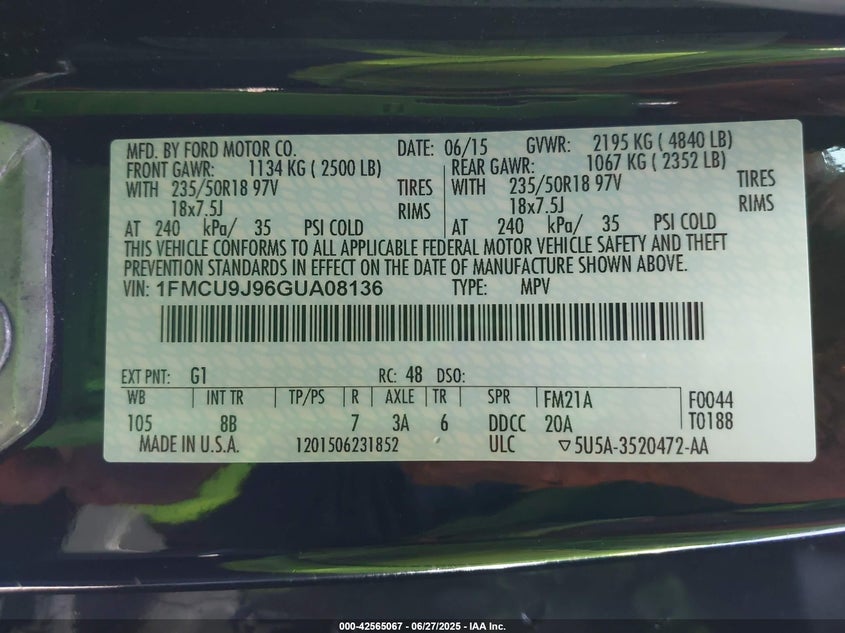 MFD. BY FORD MOTOR CO. DATE: 06/15 GVWR: 2195 KG ( 4840 LB)
FRONT GAWR: 1134 KG ( 2500 LB) REAR GAWR: 1067 KG ( 2352 LB)
WITH 235/50R18 97V TIRES WITH 235/50R18 97V TIRES
18x7.5J RIMS 18x7.5J RIMS
AT 240 kPa/ 35 PSI COLD AT 240 kPa/ 35 PSI COLD
THIS VEHICLE CONFORMS TO ALL APPLICABLE FEDERAL MOTOR VEHICLE SAFETY AND THEFT
PREVENTION STANDARDS IN EFFECT ON THE DATE OF MANUFACTURE SHOWN ABOVE.
VIN: 1FMCU9J96GUA08136 TYPE: MPV
EXT PNT: G1 RC: 48 DSO:
WB INT TR TP/PS R AXLE TR SPR FM21A F0044
105 8B 7 3A 6 DDCC 20A T0188
MADE IN U.S.A. 1201506231852 ULC ▽5U5A-3520472-AA
000-42565067 - 06/27/2025 - IAA Inc.